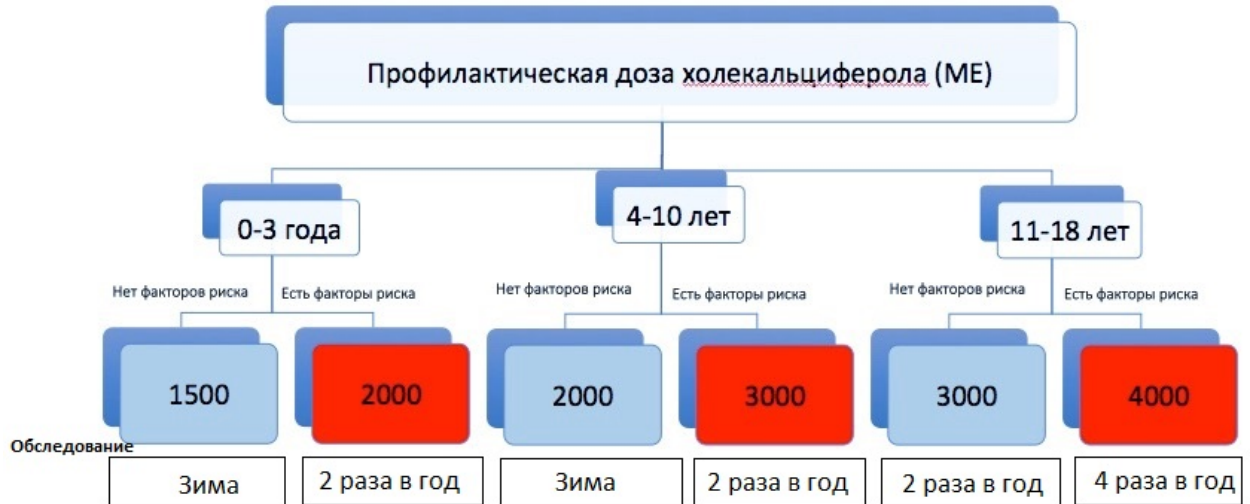 Профилактическая доза холекальциферола (МЕ)
0-3 года
4-10 лет
11-18 лет
Нет факторов риска
Есть факторы риска
Нет факторов риска
Есть факторы риска
Нет факторов риска
Есть факторы риска
1500
2000
2000
3000
3000
4000
Обследование
Зима
2 раза в год
Зима
2 раза в год
2 раза в год
4 раза в год